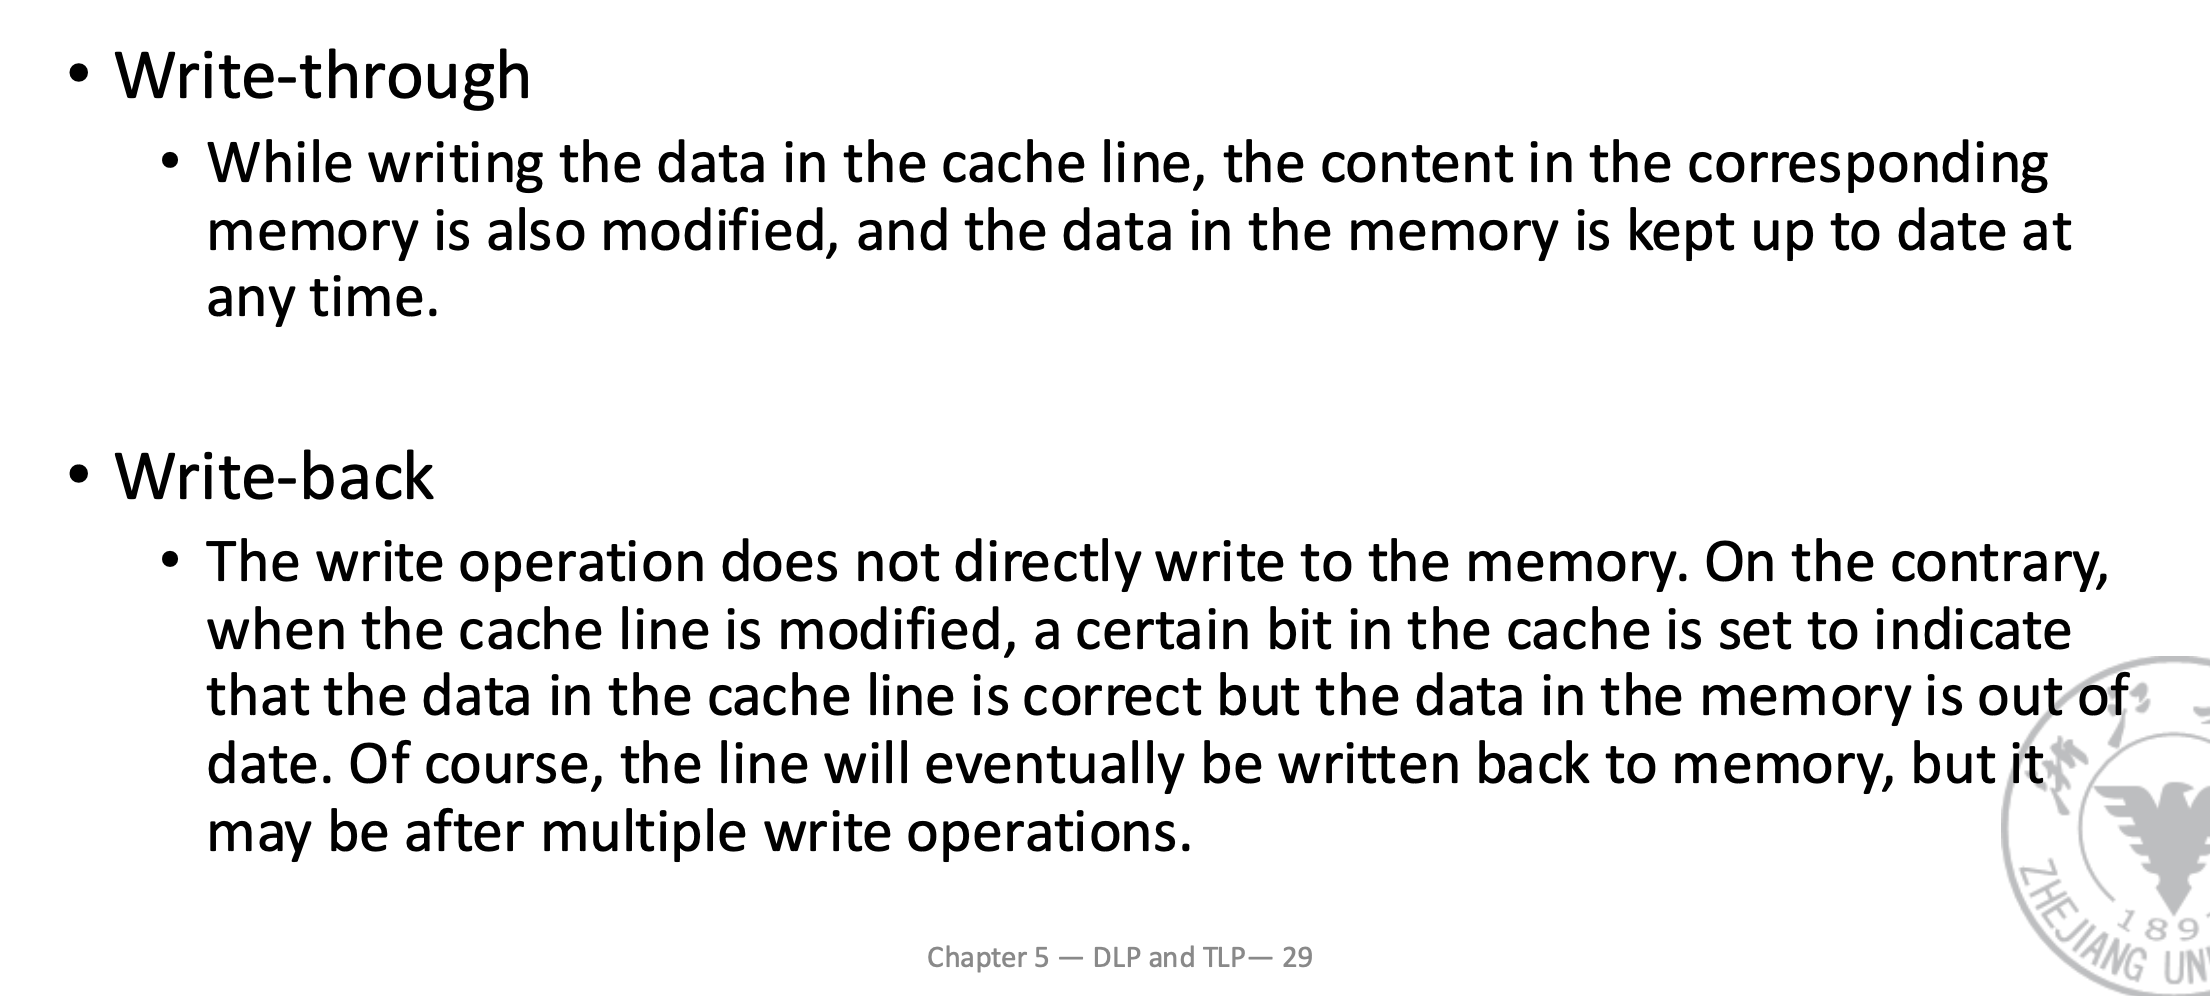 • Write-through
• While writing the data in the cache line, the content in the corresponding
memory is also modified, and the data in the memory is kept up to date at
any time.
• Write-back
• The write operation does not directly write to the memory. On the contrary,
when the cache line is modified, a certain bit in the cache is set to indicate
that the data in the cache line is correct but the data in the memory is out of
date. Of course, the line will eventually be written back to memory, but it
may be after multiple write operations.
Chapter 5 — DLP and TLP— 29
189
ZHEJIANG UNI